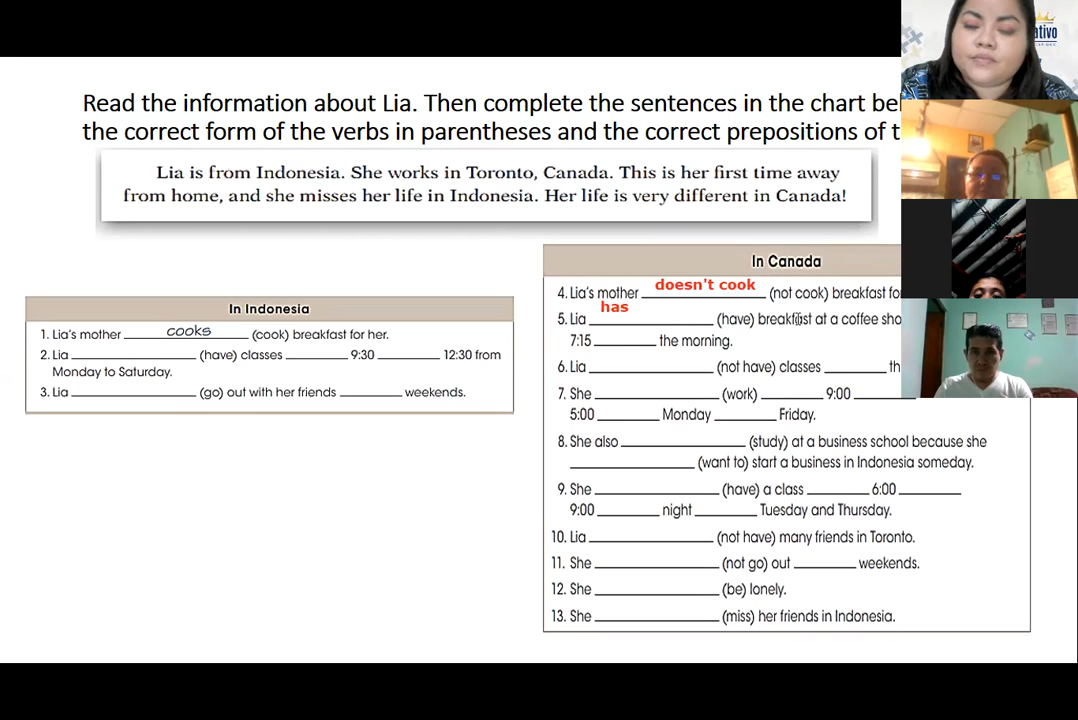 Read the information about Lia. Then complete the sentences in the chart
the correct form of the verbs in parentheses and the correct prepositions of
Lia is from Indonesia. She works in Toronto, Canada. This is her first time away
from home, and she misses her life in Indonesia. Her life is very different in Canada!
In Indonesia
1. Lia's mother cooks (cook) breakfast for her.
2. Lia (have) classes 9:30 12:30 from
Monday to Saturday.
3. Lia (go) out with her friends weekends.
In Canada
4. Lia's mother doesn't cook (not cook) breakfast
5. Lia has (have) breakfast at a coffee
7:15 the morning.
6. Lia (not have) classes
7. She (work) 9:00
5:00 Monday Friday.
8. She also (study) at a business school because she
(want to) start a business in Indonesia someday.
9. She (have) a class 6:00
9:00 night Tuesday and Thursday.
10. Lia (not have) many friends in Toronto.
11. She (not go) out weekends.
12. She (be) lonely.
13. She (miss) her friends in Indonesia.